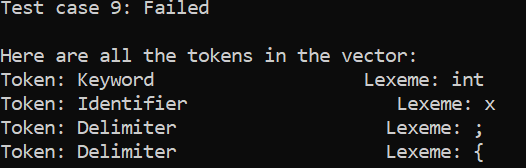 Test case 9: Failed
Here are all the tokens in the vector:
Token: Keyword Lexeme: int
Token: Identifier Lexeme: x
Token: Delimiter Lexeme: ;
Token: Delimiter Lexeme: {